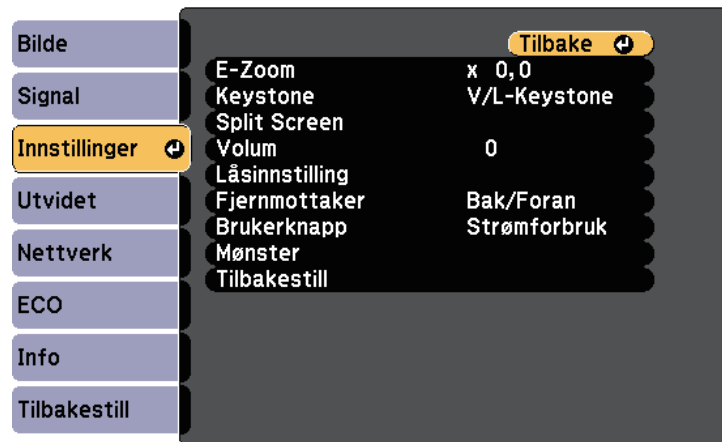 Bilde
Signal
Innstillinger
Utvidet
Nettverk
ECO
Info
Tilbakestill
Tilbake
E-Zoom x 0,0
Keystone V/L-Keystone
Split Screen
Volum 0
Låsinnstilling
Fjernmottaker Bak/Foran
Brukerknapp Strømforbruk
Mønster
Tilbakestill